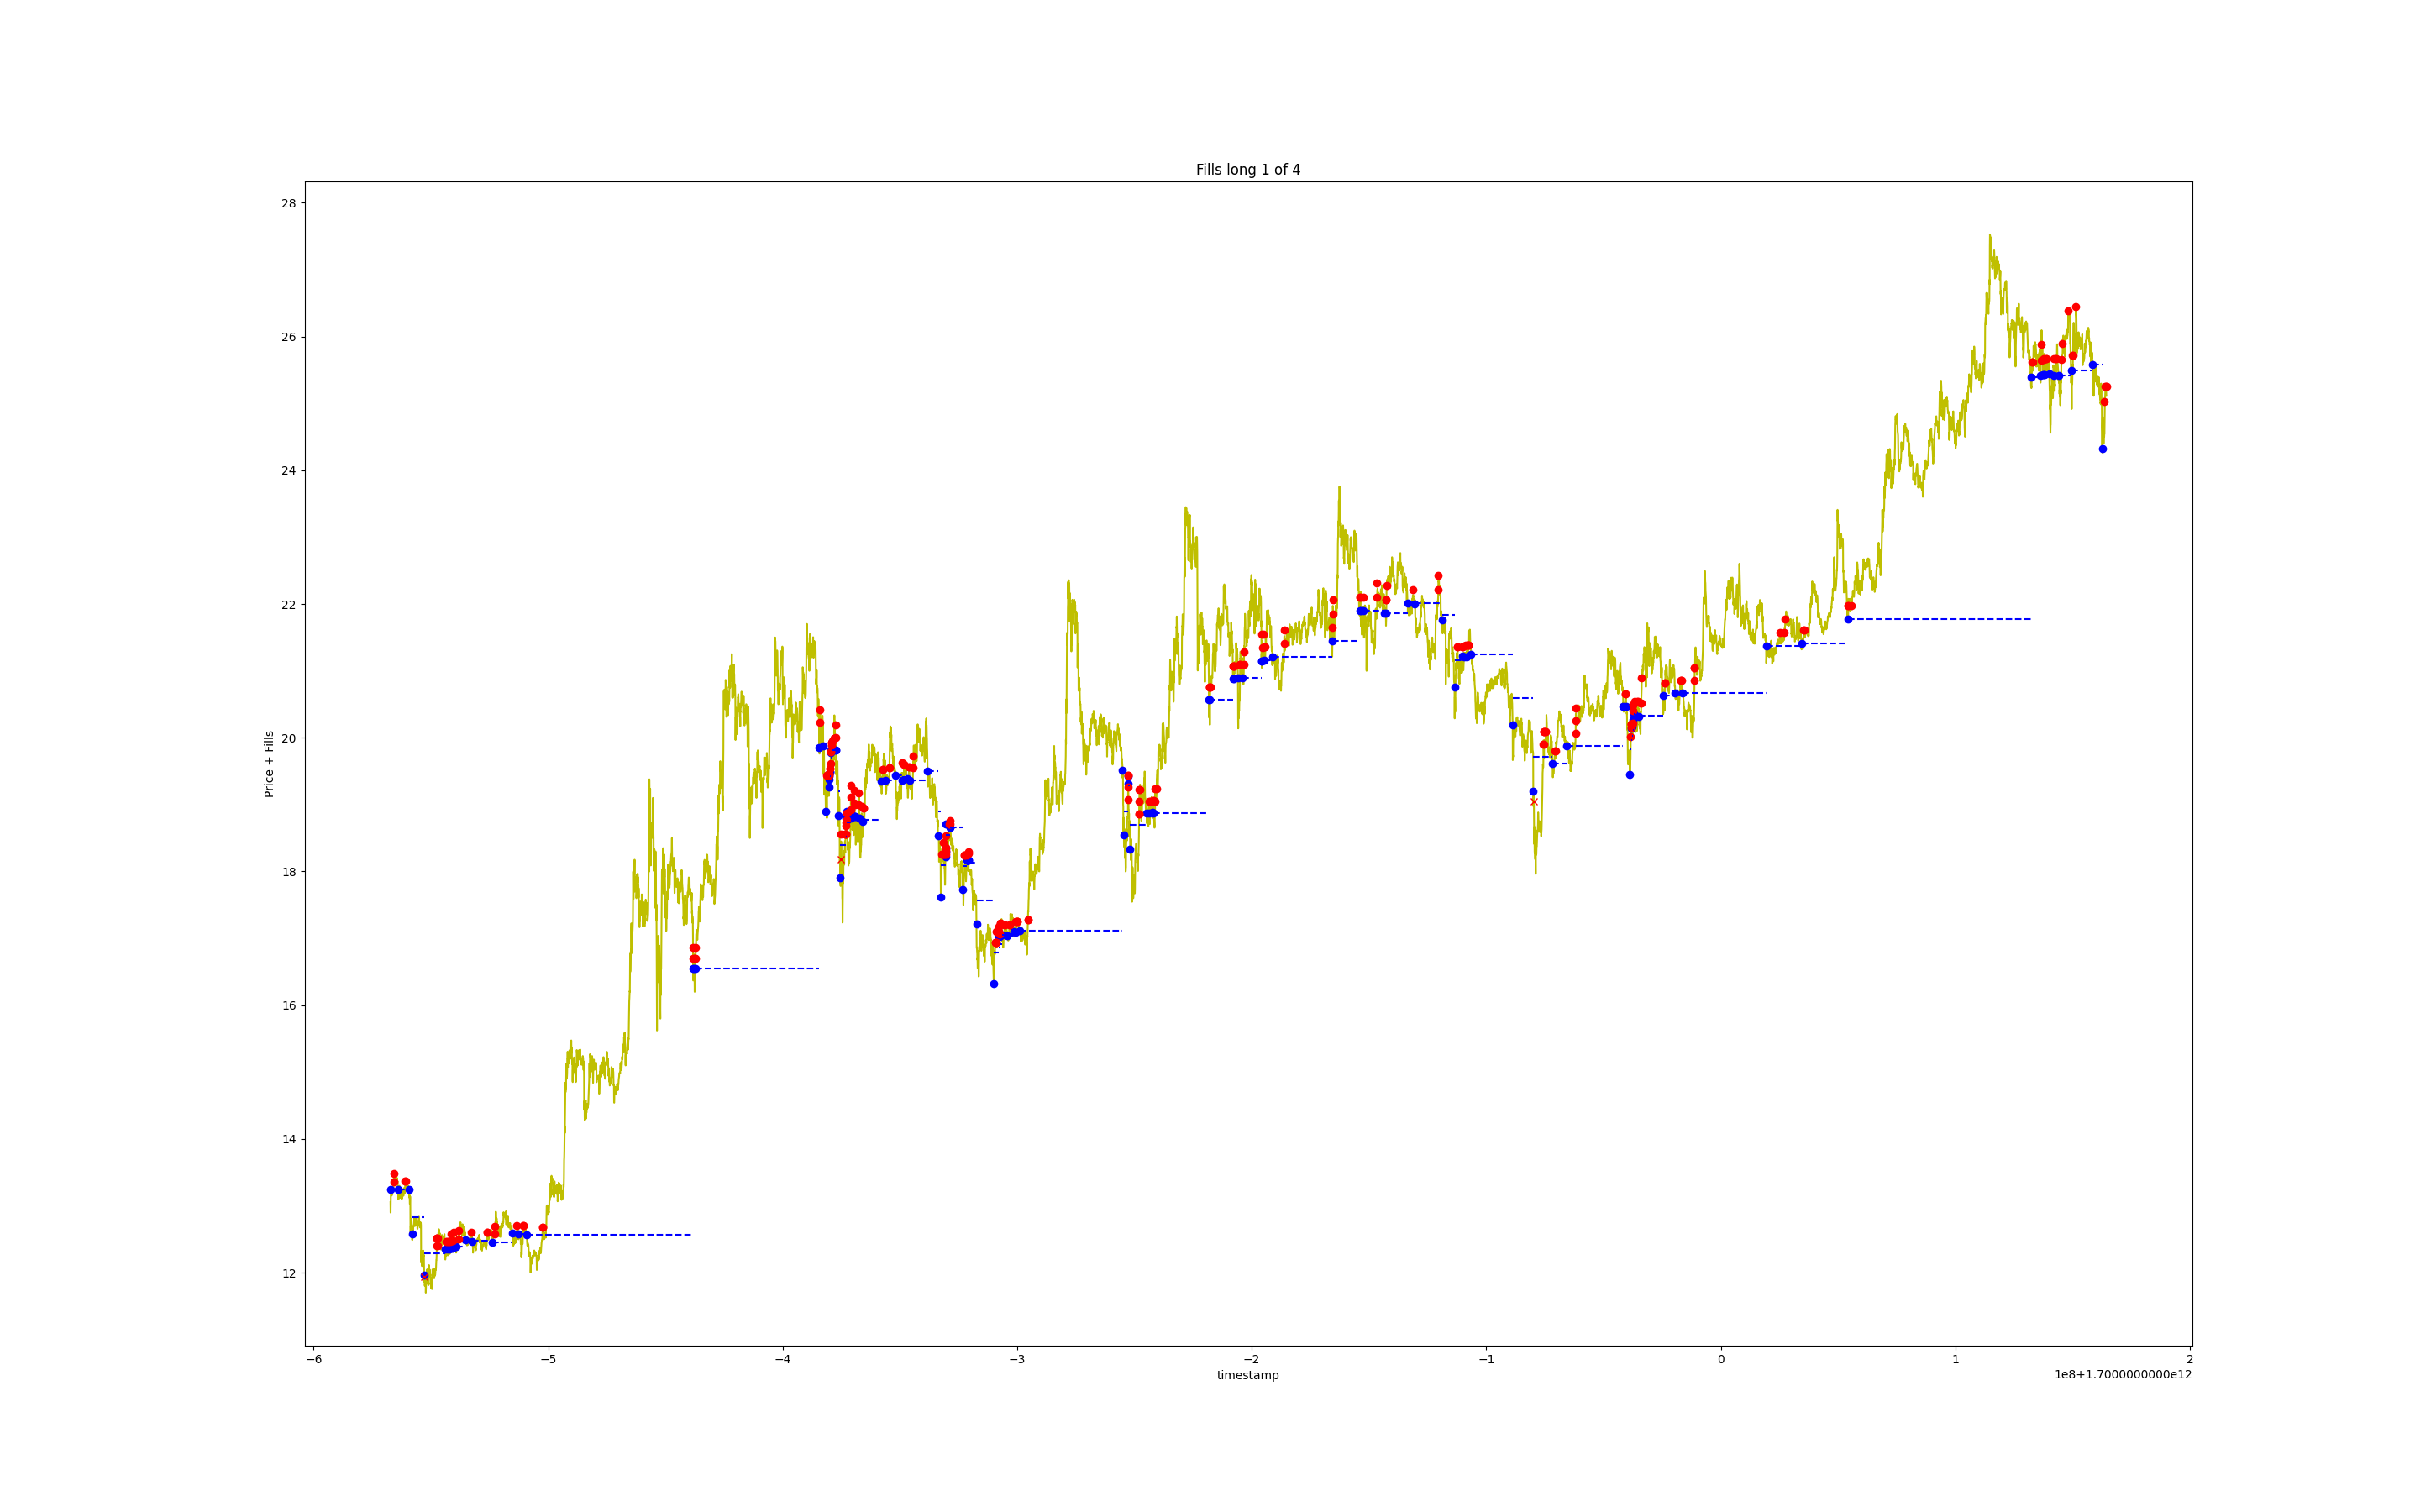 Fills long 1 of 4
28
26
24
22
20
18
16
14
12
Price + Fills
−6 −5 −4 −3 −2 −1 0 1 2
timestamp
1e8+1.7000000000e12